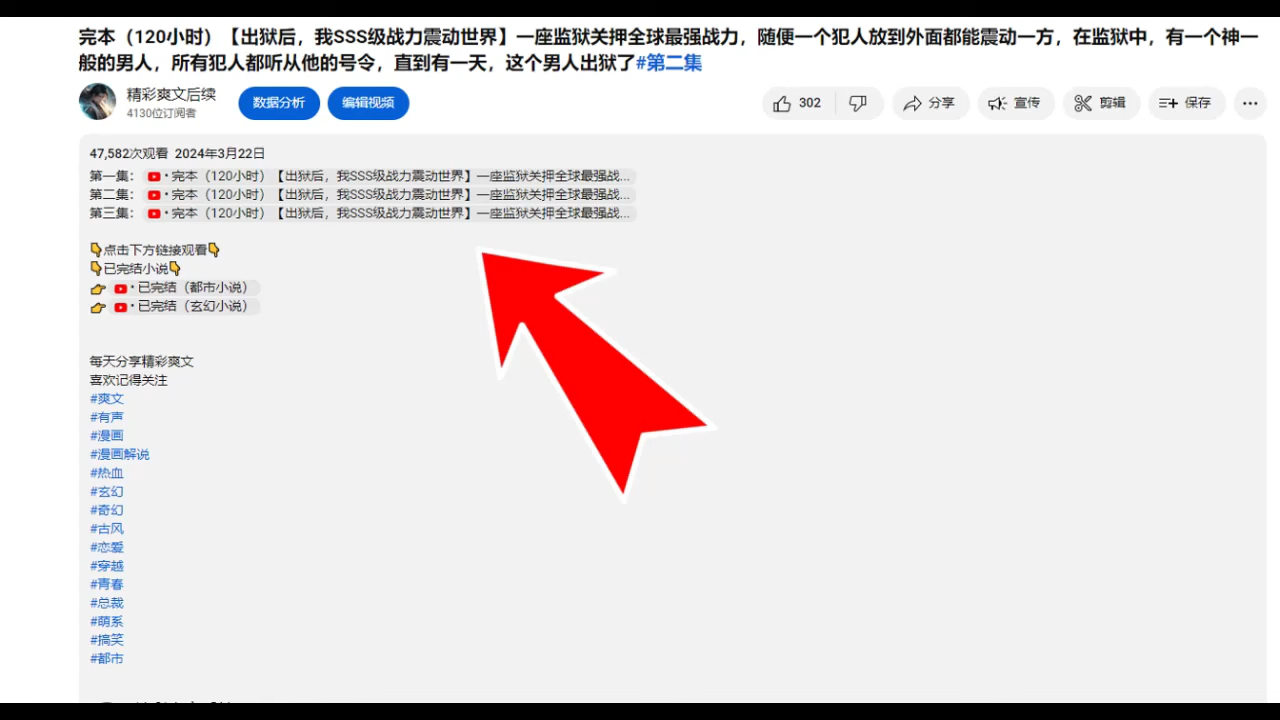 完本（120小时）【出狱后，我SSS级战力震动世界】一座监狱关押全球最强战力，随便一个犯人放到外面都能震动一方，在监狱中，有一个神一
般的男人，所有犯人都听从他的号令，直到有一天，这个男人出狱了#第二集
精彩爽文后续
4130位订阅者
数据分析
编辑视频
302
分享
宣传
剪辑
保存
47,582次观看 2024年3月22日
第一集： • 完本（120小时）【出狱后，我SSS级战力震动世界】一座监狱关押全球最强战...
第二集： • 完本（120小时）【出狱后，我SSS级战力震动世界】一座监狱关押全球最强战...
第三集： • 完本（120小时）【出狱后，我SSS级战力震动世界】一座监狱关押全球最强战...
👇点击下方链接观看👇
👇已完结小说👇
👉 • 已完结（都市小说）
👉 • 已完结（玄幻小说）
每天分享精彩爽文
喜欢记得关注
#爽文
#有声
#漫画
#漫画解说
#热血
#玄幻
#奇幻
#古风
#恋爱
#穿越
#青春
#总裁
#萌系
#搞笑
#都市